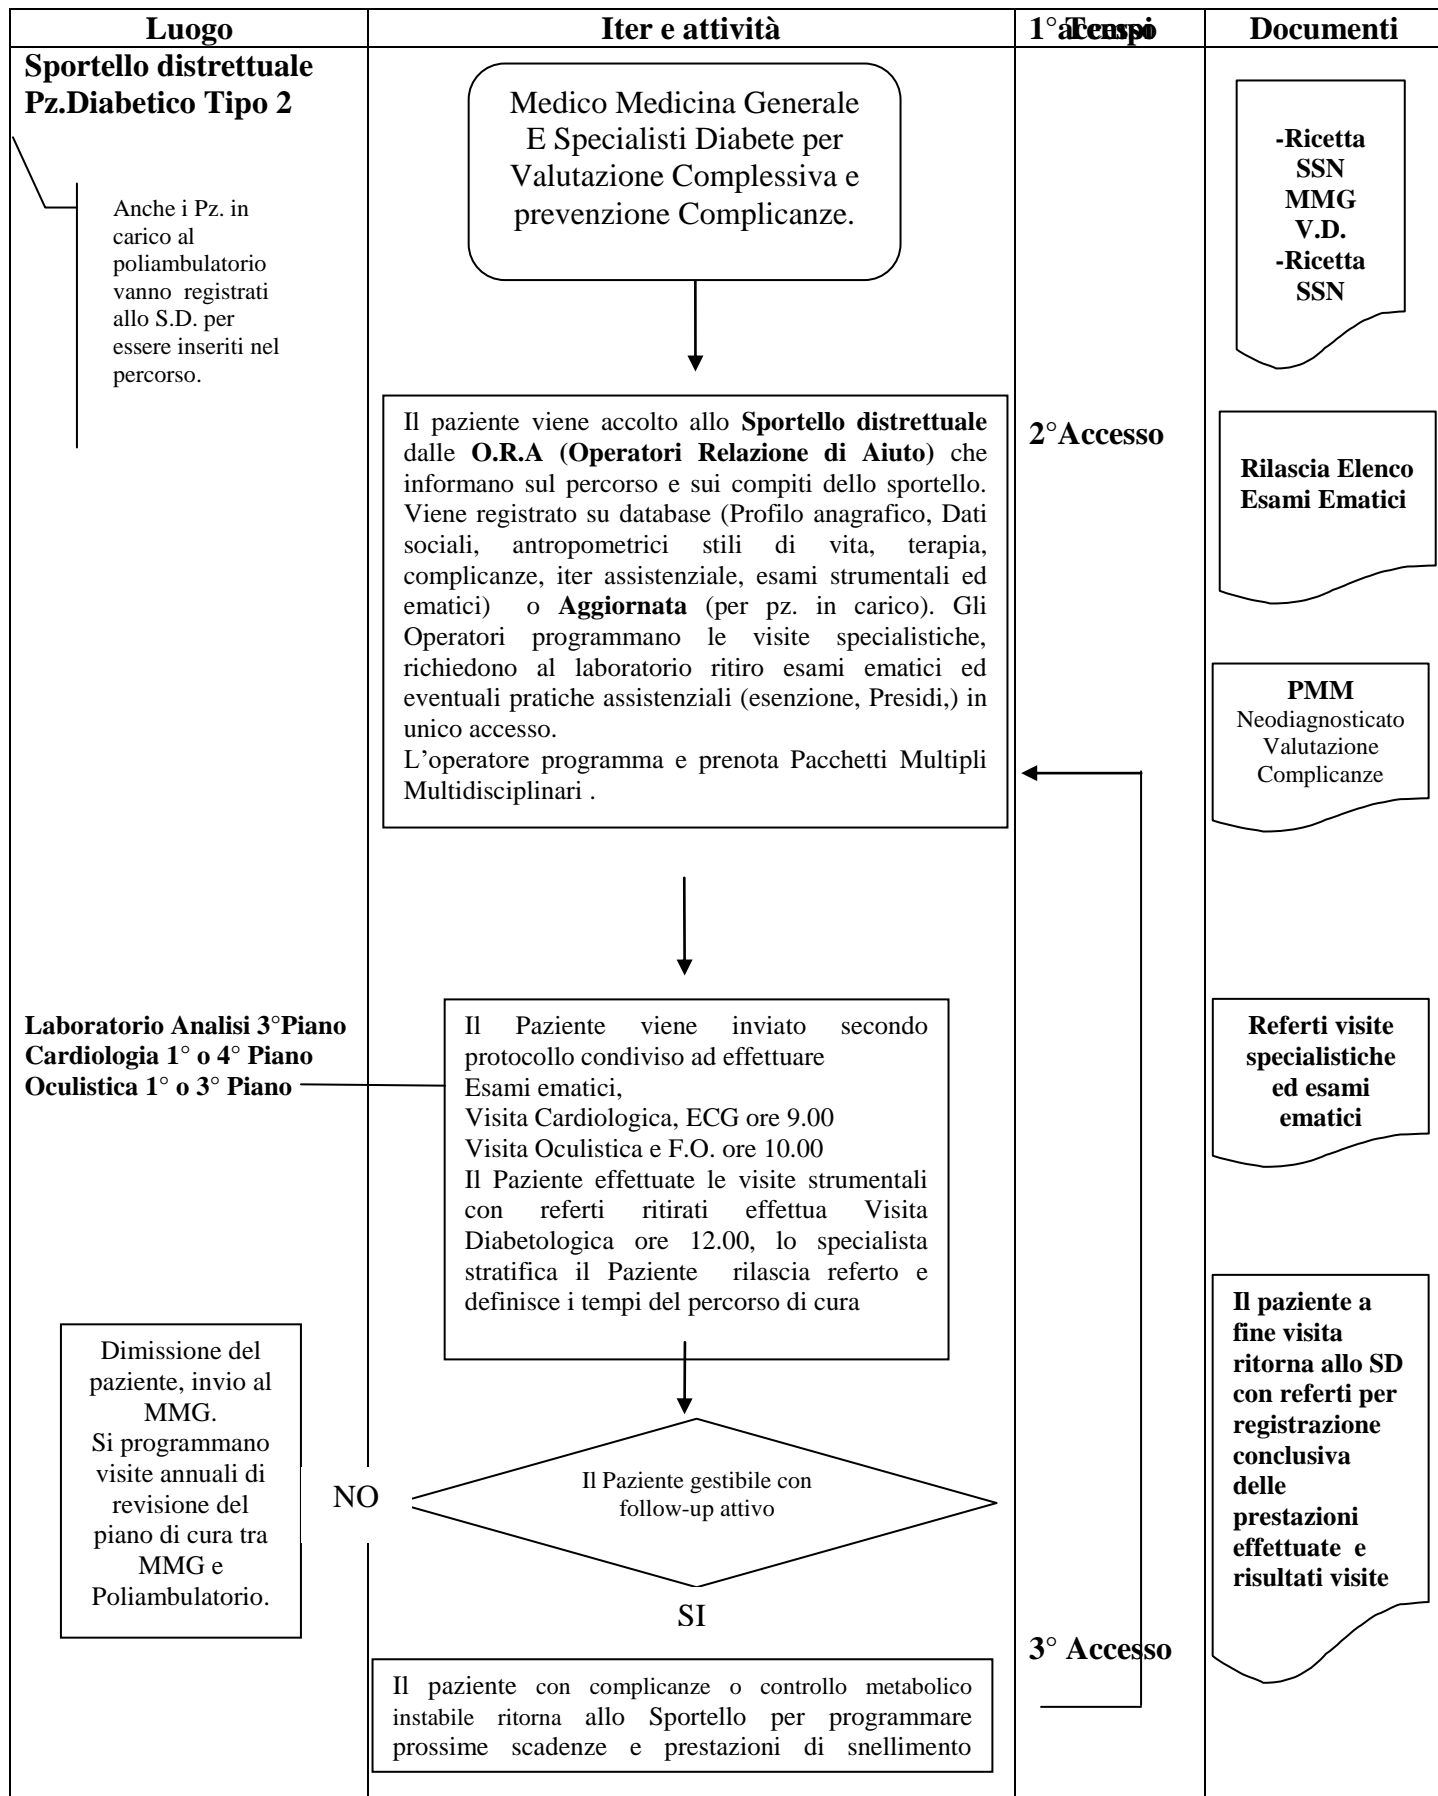 Luogo
Iter e attività
1°accesso
Tempi
Documenti
Sportello distrettuale
Pz.Diabetico Tipo 2
Anche i Pz. in
carico al
poliambulatorio
vanno registrati
allo S.D. per
essere inseriti nel
percorso.
Medico Medicina Generale
E Specialisti Diabete per
Valutazione Complessiva e
prevenzione Complicanze.
-Ricetta
SSN
MMG
V.D.
-Ricetta
SSN
Il paziente viene accolto allo Sportello distrettuale
dalle O.R.A (Operatori Relazione di Aiuto) che
informano sul percorso e sui compiti dello sportello.
Viene registrato su database (Profilo anagrafico, Dati
sociali, antropometrici stili di vita, terapia,
complicanze, iter assistenziale, esami strumentali ed
ematici) o Aggiornata (per pz. in carico). Gli
Operatori programmano le visite specialistiche,
richiedono al laboratorio ritiro esami ematici ed
eventuali pratiche assistenziali (esenzione, Presidi,) in
unico accesso.
L'operatore programma e prenota Pacchetti Multipli
Multidisciplinari .
2°Accesso
Rilascia Elenco
Esami Ematici
PMM
Neodiagnosticato
Valutazione
Complicanze
Laboratorio Analisi 3°Piano
Cardiologia 1° o 4° Piano
Oculistica 1° o 3° Piano
Il Paziente viene inviato secondo
protocollo condiviso ad effettuare
Esami ematici,
Visita Cardiologica, ECG ore 9.00
Visita Oculistica e F.O. ore 10.00
Il Paziente effettuate le visite strumentali
con referti ritirati effettua Visita
Diabetologica ore 12.00, lo specialista
stratifica il Paziente rilascia referto e
definisce i tempi del percorso di cura
Referti visite
specialistiche
ed esami
ematici
Dimissione del
paziente, invio al
MMG.
Si programmano
visite annuali di
revisione del
piano di cura tra
MMG e
Poliambulatorio.
NO
Il Paziente gestibile con
follow-up attivo
SI
Il paziente a
fine visita
ritorna allo SD
con referti per
registrazione
conclusiva
delle
prestazioni
effettuate e
risultati visite
3° Accesso
Il paziente con complicanze o controllo metabolico
instabile ritorna allo Sportello per programmare
prossime scadenze e prestazioni di snellimento